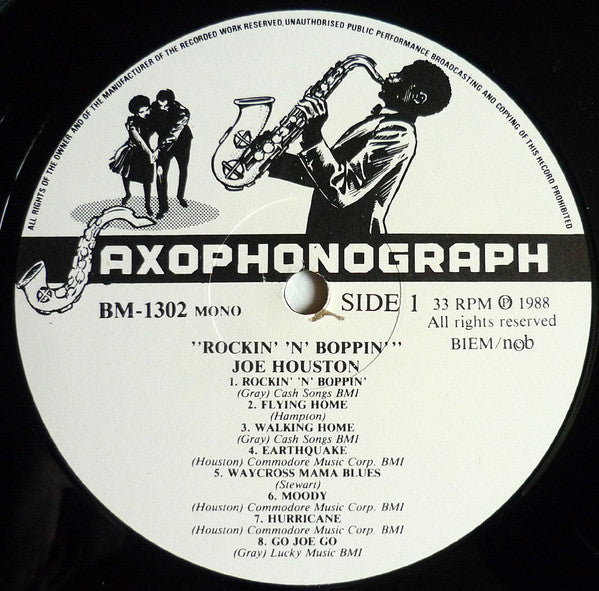 ALL RIGHTS OF THE OWNER AND OF THE MANUFACTURER OF THE RECORDED WORK RESERVED, UNAUTHORISED PUBLIC PERFORMANCE BROADCASTING AND COPYING OF THIS RECORD PROHIBITED
SAXOPHONOGRAPH
BM-1302 MONO
SIDE 1
33 RPM Ⓟ 1988
All rights reserved
BIEM/ncb
"ROCKIN' 'N' BOPPIN'"
JOE HOUSTON
1. ROCKIN' 'N' BOPPIN'
(Gray) Cash Songs BMI
2. FLYING HOME
(Hampton)
3. WALKING HOME
(Gray) Cash Songs BMI
4. EARTHQUAKE
(Houston) Commodore Music Corp. BMI
5. WAYCROSS MAMA BLUES
(Stewart)
6. MOODY
(Houston) Commodore Music Corp. BMI
7. HURRICANE
(Houston) Commodore Music Corp. BMI
8. GO JOE GO
(Gray) Lucky Music BMI